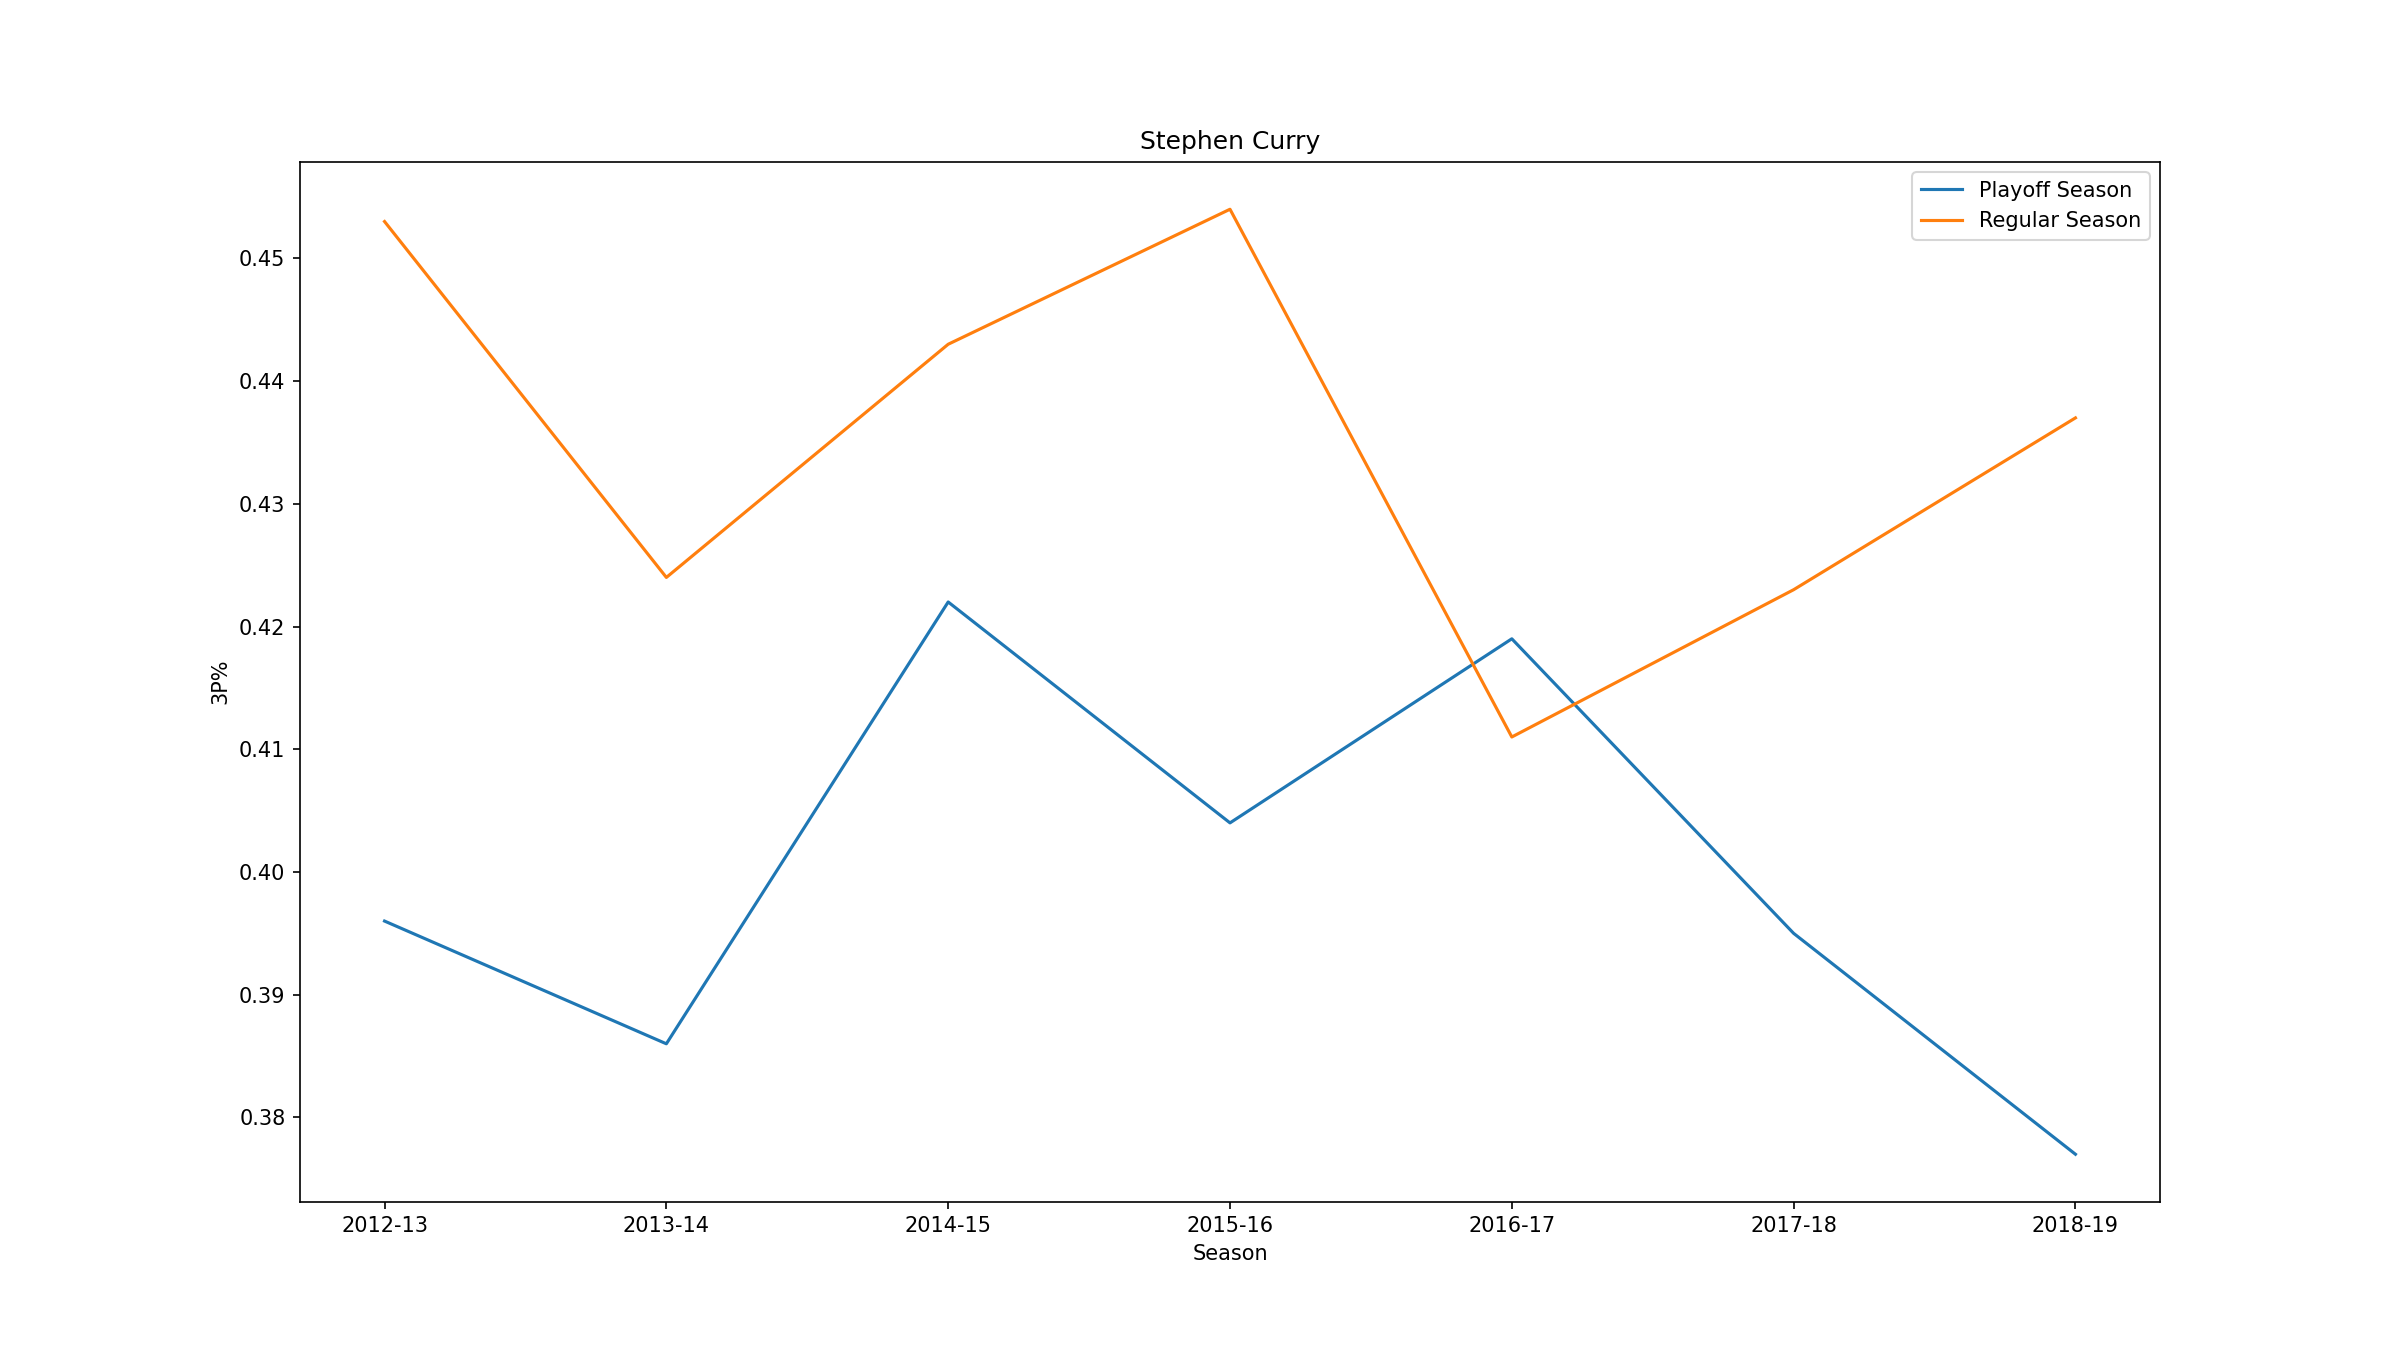 Stephen Curry
Playoff Season
Regular Season
0.45
0.44
0.43
0.42
0.41
0.40
0.39
0.38
3P%
2012-13 2013-14 2014-15 2015-16 2016-17 2017-18 2018-19
Season